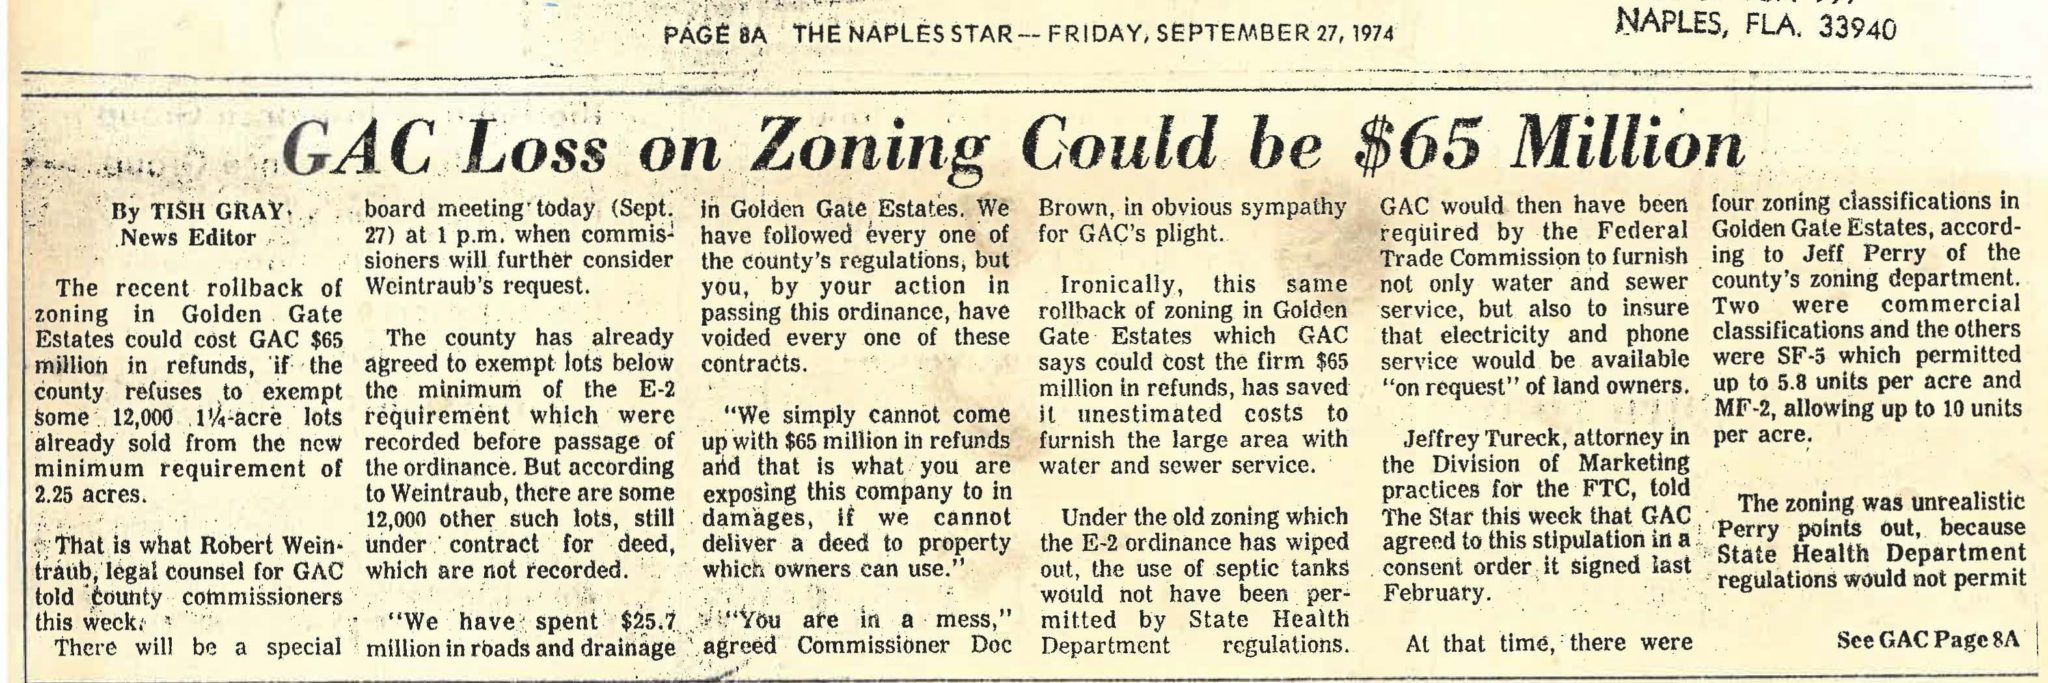 PAGE 8A THE NAPLES STAR — FRIDAY, SEPTEMBER 27, 1974
NAPLES, FLA. 33940
GAC Loss on Zoning Could be $65 Million
By TISH GRAY
News Editor
The recent rollback of
zoning in Golden Gate
Estates could cost GAC $65
million in refunds, if the
county refuses to exempt
some 12,000 1¼-acre lots
already sold from the new
minimum requirement of
2.25 acres.
That is what Robert Wein-
traub, legal counsel for GAC
told county commissioners
this week.
There will be a special
board meeting today (Sept.
27) at 1 p.m. when commis-
sioners will further consider
Weintraub's request.
The county has already
agreed to exempt lots below
the minimum of the E-2
requirement which were
recorded before passage of
the ordinance. But according
to Weintraub, there are some
12,000 other such lots, still
under contract for deed,
which are not recorded.
"We have spent $25.7
million in roads and drainage
in Golden Gate Estates. We
have followed every one of
the county's regulations, but
you, by your action in
passing this ordinance, have
voided every one of these
contracts.
"We simply cannot come
up with $65 million in refunds
and that is what you are
exposing this company to in
damages, if we cannot
deliver a deed to property
which owners can use."
"You are in a mess,"
agreed Commissioner Doc
Brown, in obvious sympathy
for GAC's plight.
Ironically, this same
rollback of zoning in Golden
Gate Estates which GAC
says could cost the firm $65
million in refunds, has saved
it unestimated costs to
furnish the large area with
water and sewer service.
Under the old zoning which
the E-2 ordinance has wiped
out, the use of septic tanks
would not have been per-
mitted by State Health
Department regulations.
GAC would then have been
required by the Federal
Trade Commission to furnish
not only water and sewer
service, but also to insure
that electricity and phone
service would be available
"on request" of land owners.
Jeffrey Tureck, attorney in
the Division of Marketing
practices for the FTC, told
The Star this week that GAC
agreed to this stipulation in a
consent order it signed last
February.
At that time, there were
four zoning classifications in
Golden Gate Estates, accord-
ing to Jeff Perry of the
county's zoning department.
Two were commercial
classifications and the others
were SF-5 which permitted
up to 5.8 units per acre and
MF-2, allowing up to 10 units
per acre.
The zoning was unrealistic
Perry points out, because
State Health Department
regulations would not permit
See GAC Page 8A